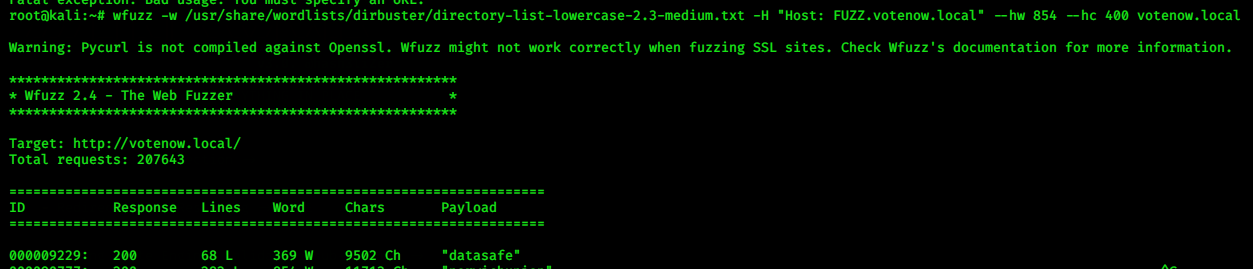 Fatal exception: Bad usage: You must specify an URL.
root@kali:~# wfuzz -w /usr/share/wordlists/dirbuster/directory-list-lowercase-2.3-medium.txt -H "Host: FUZZ.votenow.local" --hw 854 --hc 400 votenow.local
Warning: Pycurl is not compiled against Openssl. Wfuzz might not work correctly when fuzzing SSL sites. Check Wfuzz's documentation for more information.
********************************************************
* Wfuzz 2.4 - The Web Fuzzer *
********************************************************
Target: http://votenow.local/
Total requests: 207643
===================================================================
ID Response Lines Word Chars Payload
===================================================================
000009229: 200 68 L 369 W 9502 Ch "datasafe"
^C